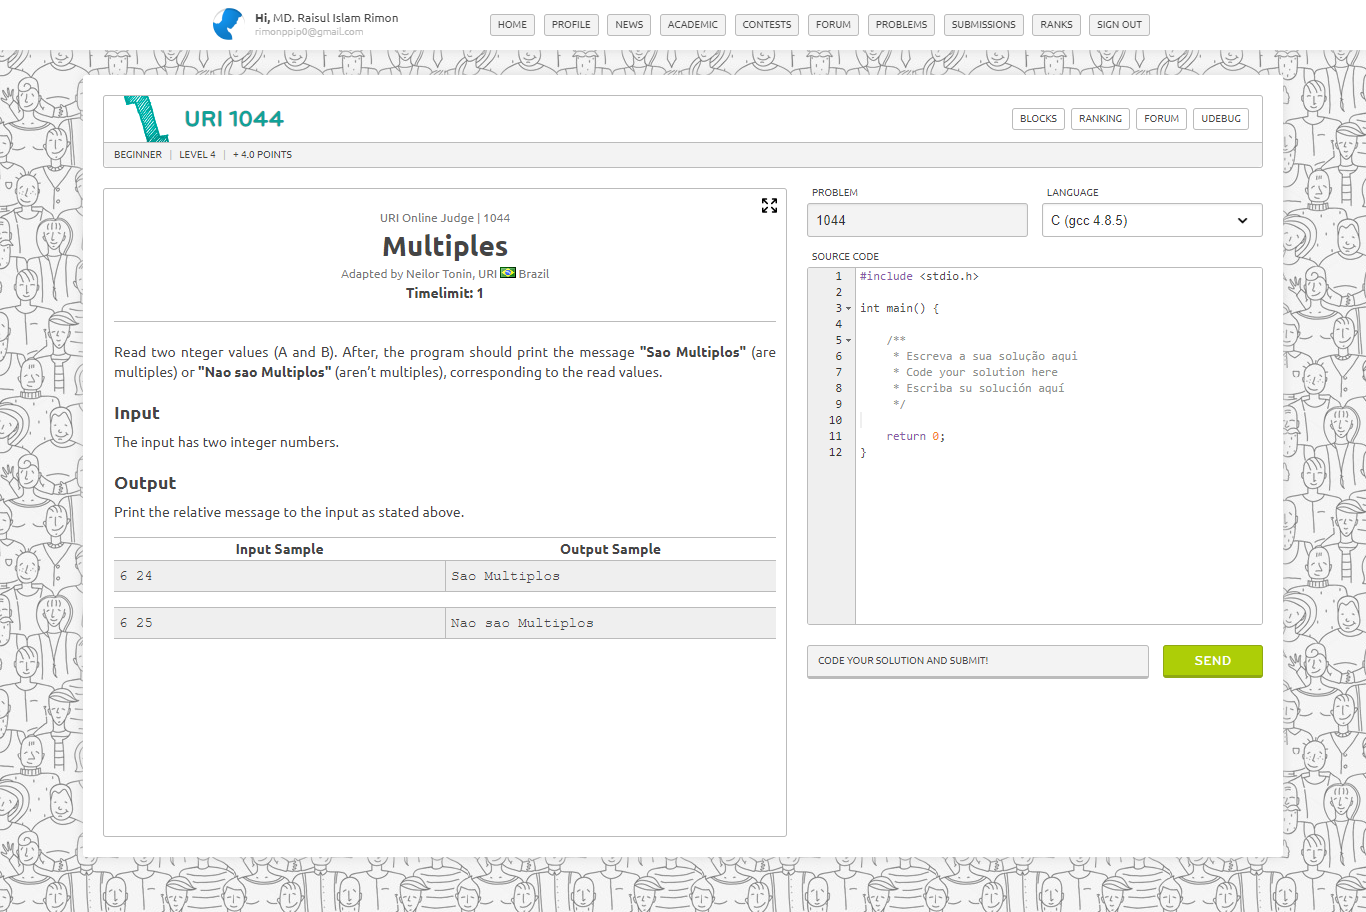 Hi, MD. Raisul Islam Rimon
rimonppip0@gmail.com
HOME PROFILE NEWS ACADEMIC CONTESTS FORUM PROBLEMS SUBMISSIONS RANKS SIGN OUT
URI 1044
BLOCKS RANKING FORUM UDEBUG
BEGINNER | LEVEL 4 | + 4.0 POINTS
URI Online Judge | 1044
Multiples
Adapted by Neilor Tonin, URI Brazil
Timelimit: 1
Read two nteger values (A and B). After, the program should print the message "Sao Multiplos" (are
multiples) or "Nao sao Multiplos" (aren’t multiples), corresponding to the read values.
Input
The input has two integer numbers.
Output
Print the relative message to the input as stated above.
Input Sample Output Sample
6 24 Sao Multiplos
6 25 Nao sao Multiplos
PROBLEM LANGUAGE
1044 C (gcc 4.8.5)
SOURCE CODE
1 #include <stdio.h>
2
3 int main() {
4
5 /**
6 * Escreva a sua solução aqui
7 * Code your solution here
8 * Escriba su solución aquí
9 */
10
11 return 0;
12 }
CODE YOUR SOLUTION AND SUBMIT! SEND